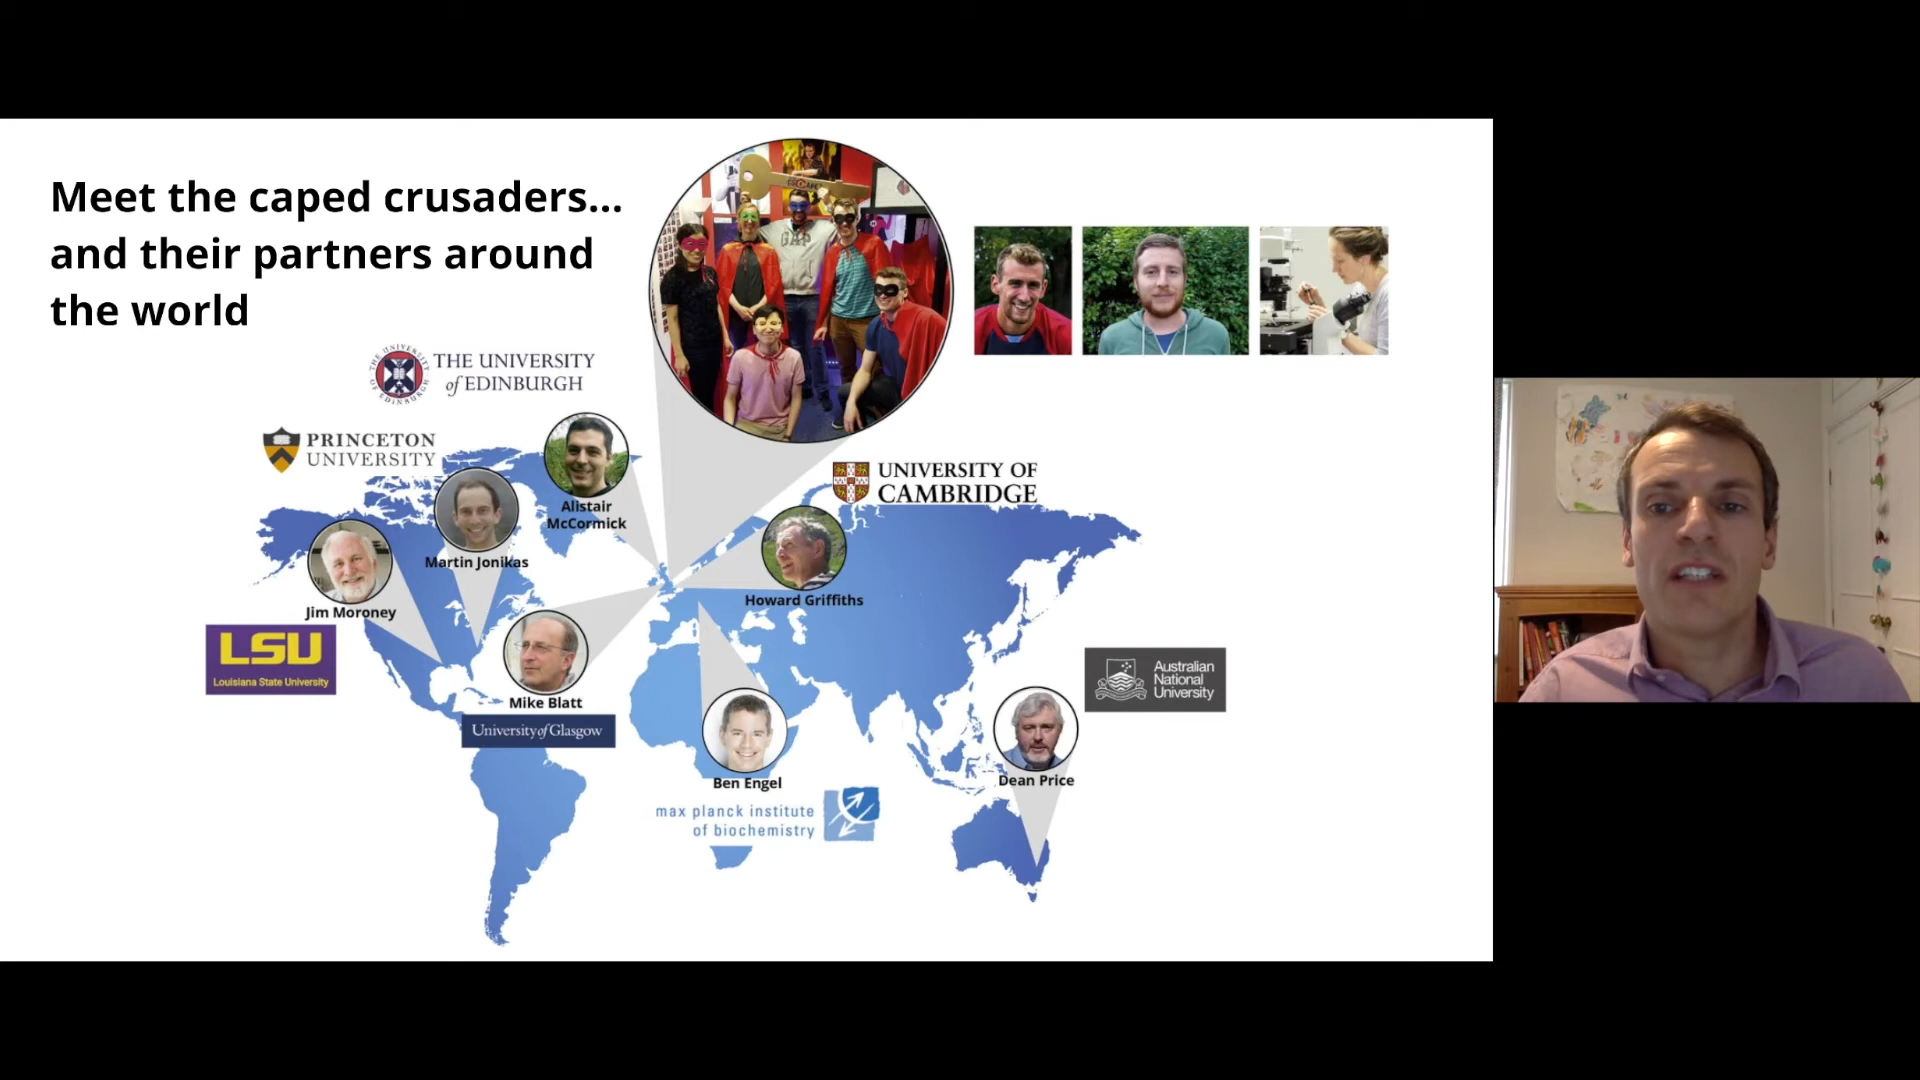 Meet the caped crusaders...
and their partners around
the world
THE UNIVERSITY
of EDINBURGH
PRINCETON
UNIVERSITY
UNIVERSITY OF
CAMBRIDGE
GAP
Alistair
McCormick
Martin Jonikas
Howard Griffiths
Jim Moroney
LSU
Louisiana State University
Mike Blatt
University of Glasgow
Australian
National
University
Ben Engel
Dean Price
max planck institute
of biochemistry